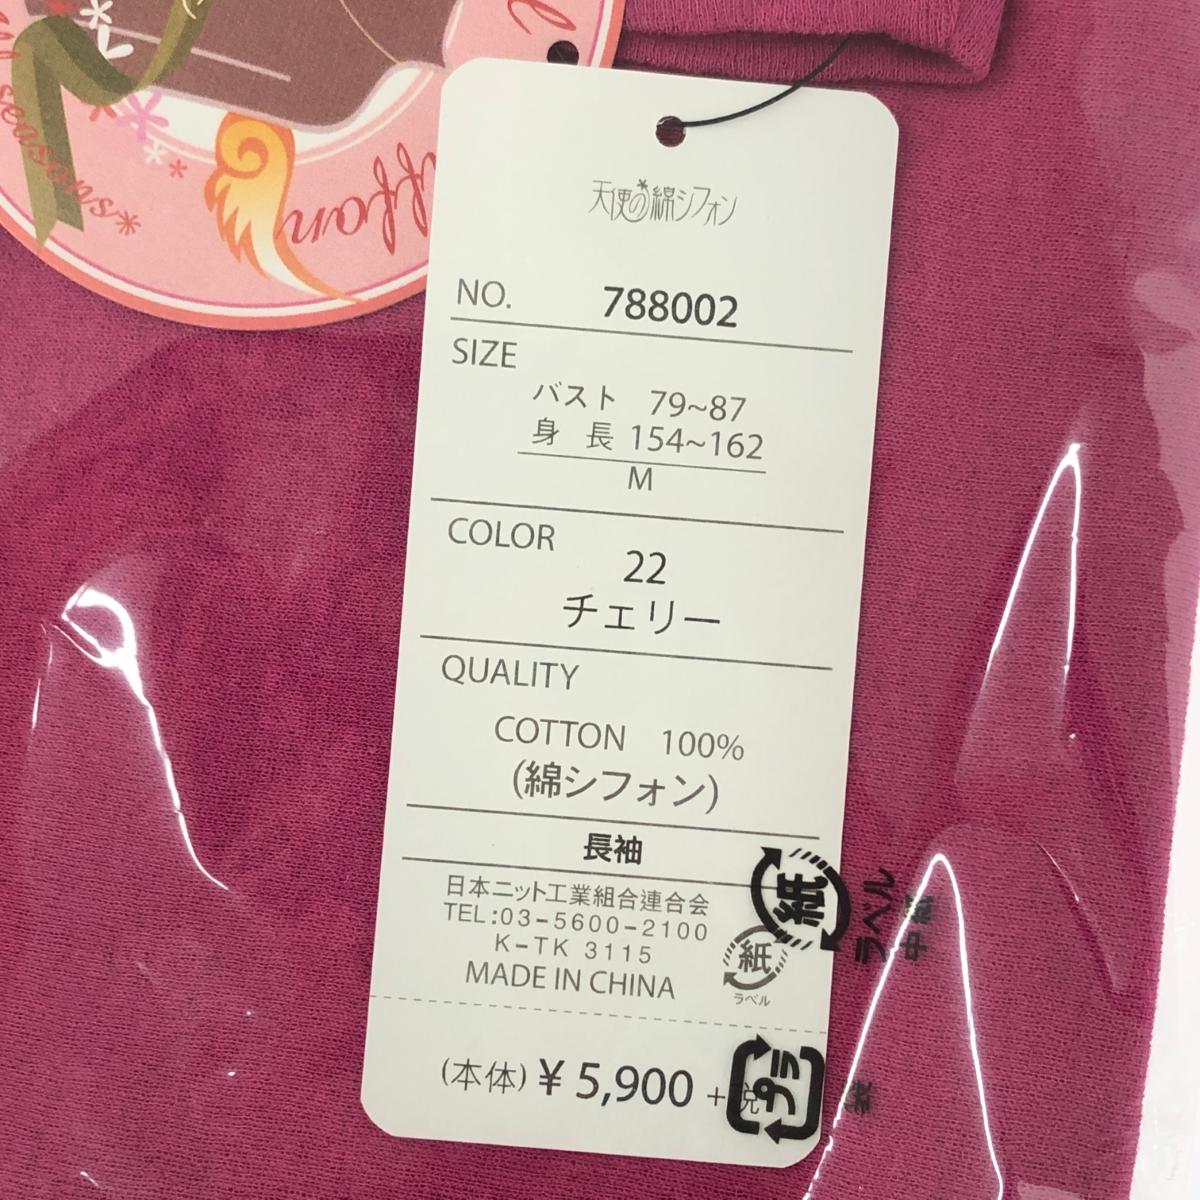 seasons*
天使の綿シフォン
NO. 788002
SIZE
バスト 79~87
身 長 154~162
M
COLOR
22
チェリー
QUALITY
COTTON 100%
(綿シフォン)
長袖
日本ニット工業組合連合会
TEL:03-5600-2100
K-TK 3115
MADE IN CHINA
紙
ラベル
(本体) ¥ 5,900 +税
紙
ラベル
プラ